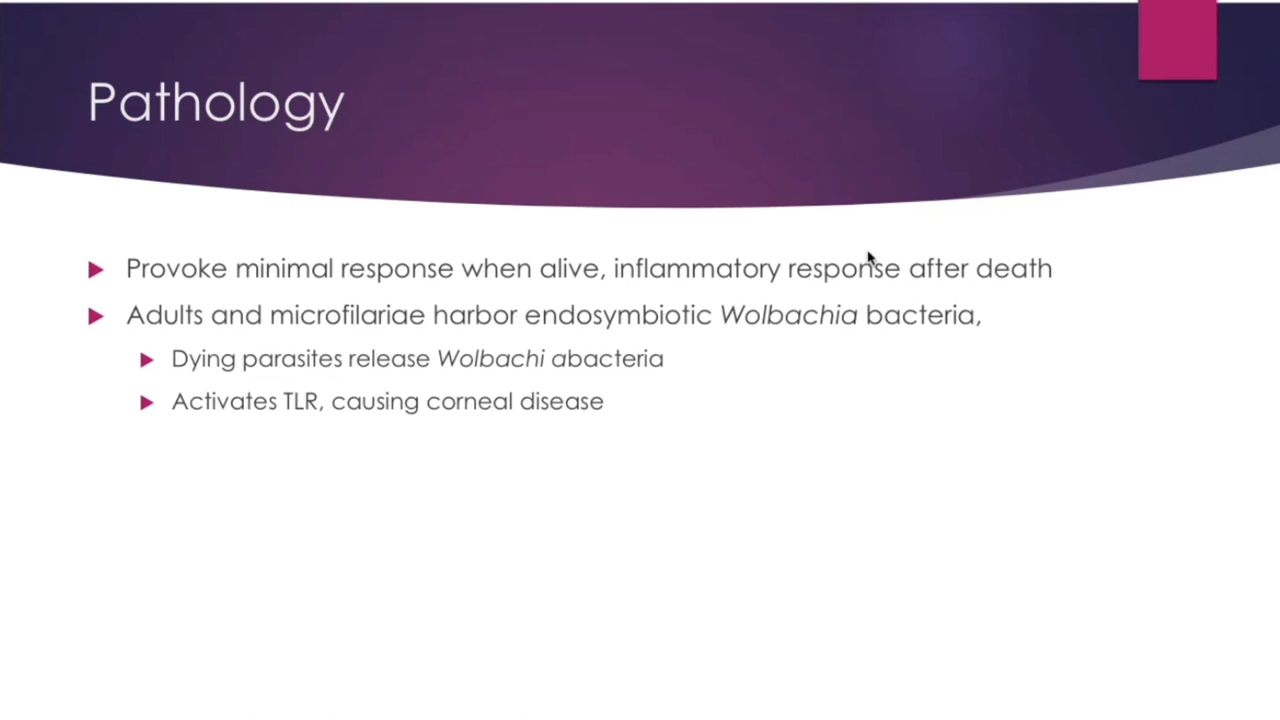 Pathology
Provoke minimal response when alive, inflammatory response after death
Adults and microfilariae harbor endosymbiotic Wolbachia bacteria,
Dying parasites release Wolbachi abacteria
Activates TLR, causing corneal disease